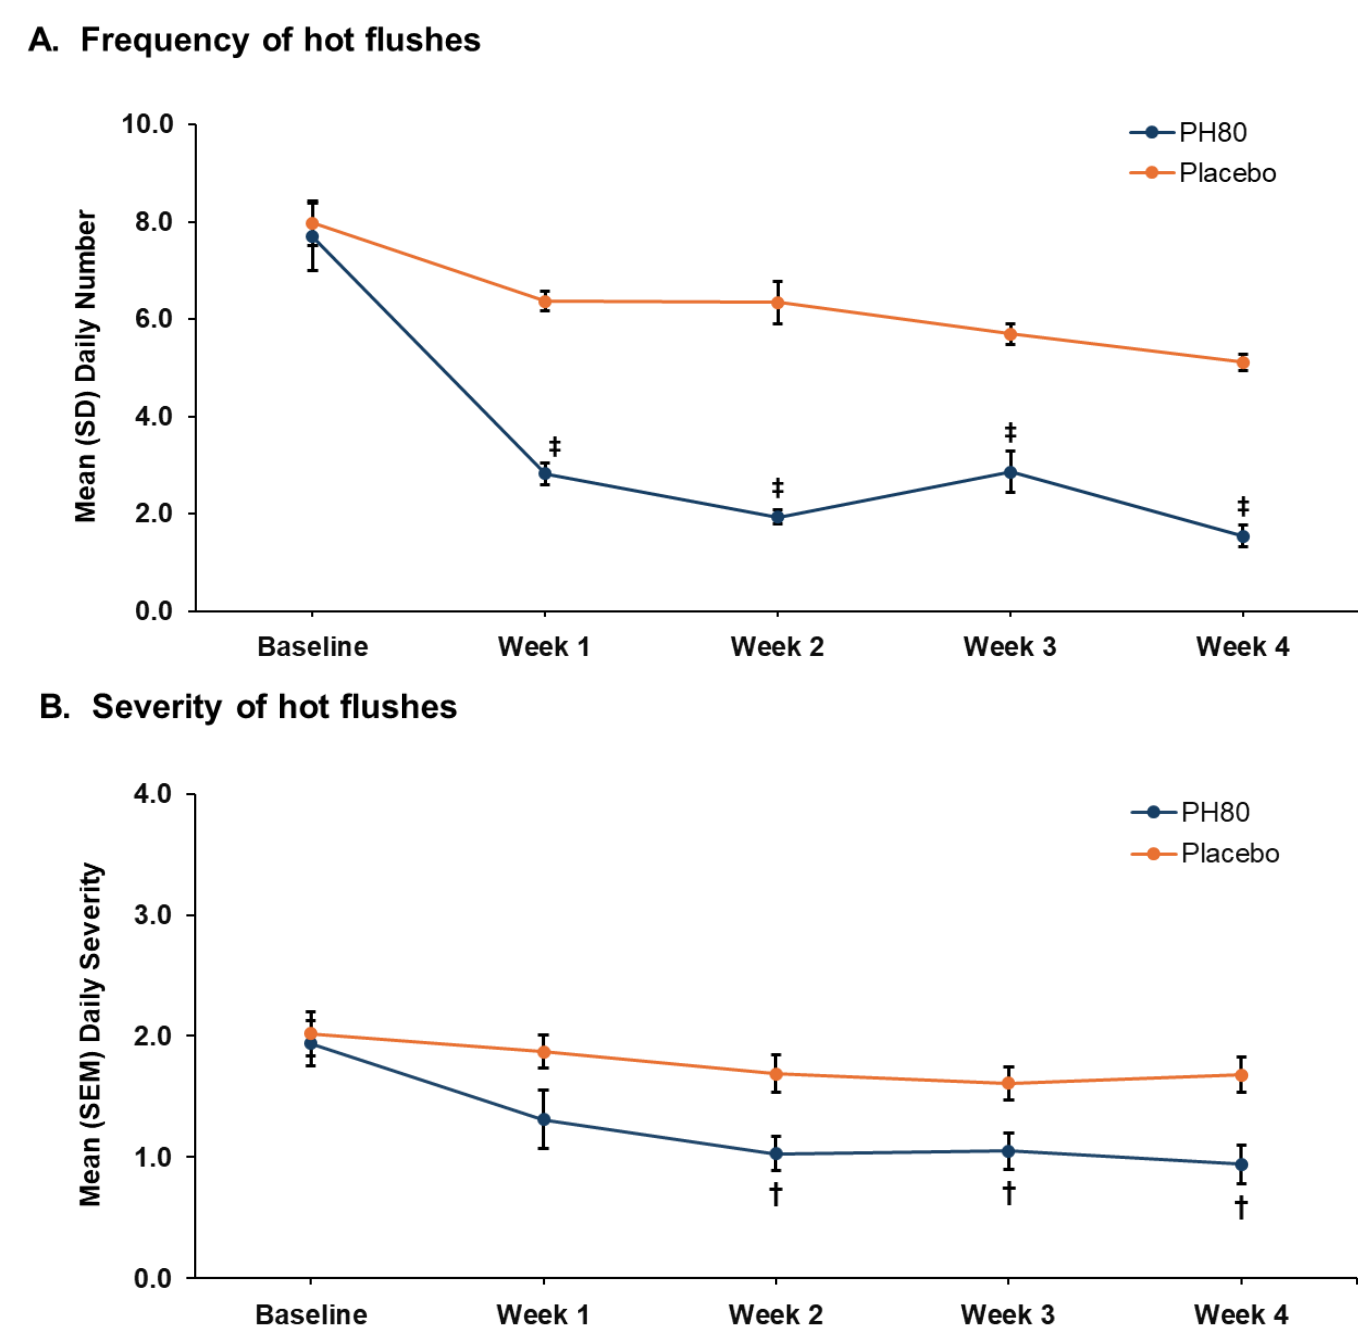 A. Frequency of hot flushes
10.0
PH80
Placebo
8.0
6.0
4.0
2.0
0.0
Mean (SD) Daily Number
‡
‡
‡
‡
Baseline Week 1 Week 2 Week 3 Week 4
B. Severity of hot flushes
4.0
PH80
Placebo
3.0
2.0
1.0
0.0
Mean (SEM) Daily Severity
†
†
†
Baseline Week 1 Week 2 Week 3 Week 4